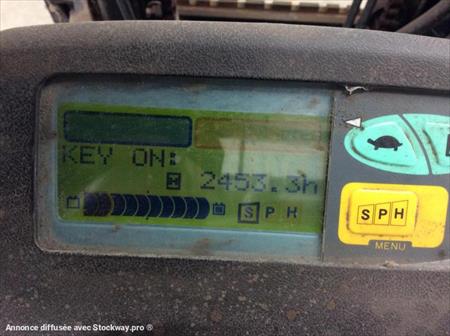 KEY ON:
2453.3h
S P H
SPH
MENU
Annonce diffusée avec Stockway.pro ®